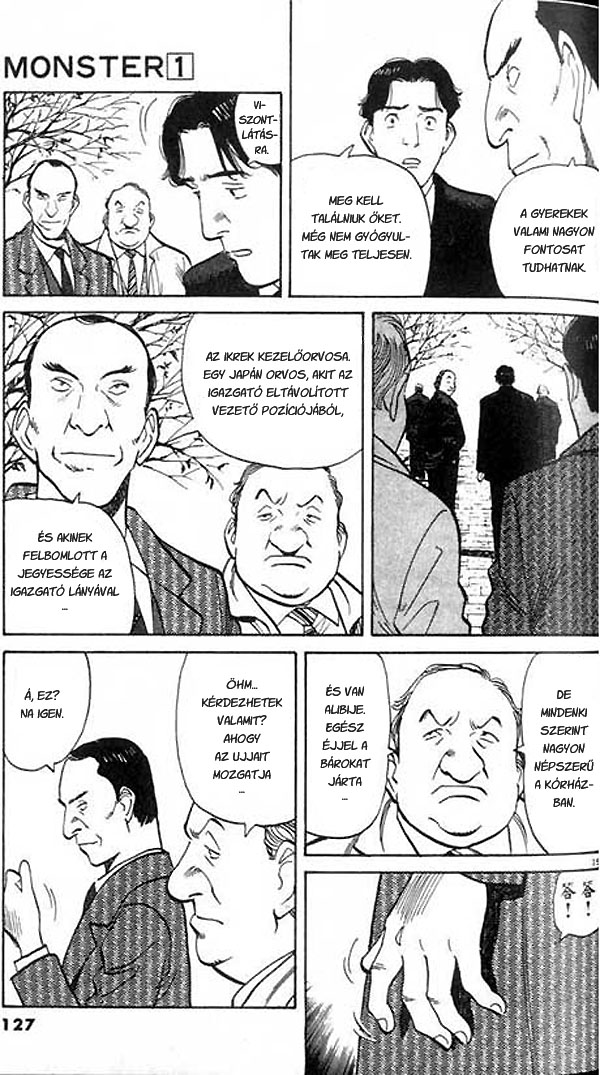 MONSTER 1
A GYEREKEK
VALAMI NAGYON
FONTOSAT
TUDHATNAK.
MEG KELL
TALÁLNIUK ŐKET.
MÉG NEM GYÓGYUL-
TAK MEG TELJESEN.
VI-
SZONT-
LÁTÁS-
RA.
AZ IKREK KEZELŐORVOSA.
EGY JAPÁN ORVOS, AKIT AZ
IGAZGATÓ ELTÁVOLÍTOTT
VEZETŐ POZÍCIÓJÁBÓL,
ÉS AKINEK
FELBOMLOTT A
JEGYESSÉGE AZ
IGAZGATÓ LÁNYÁVAL
...
DE
MINDENKI
SZERINT
NAGYON
NÉPSZERŰ
A KÓRHÁZ-
BAN.
ÉS VAN
ALIBIJE.
EGÉSZ
ÉJJEL A
BÁROKAT
JÁRTA
...
答！
答！
ÖHM...
KÉRDEZHETEK
VALAMIT?
AHOGY
AZ UJJAIT
MOZGATJA
...
Á, EZ?
NA IGEN.
127